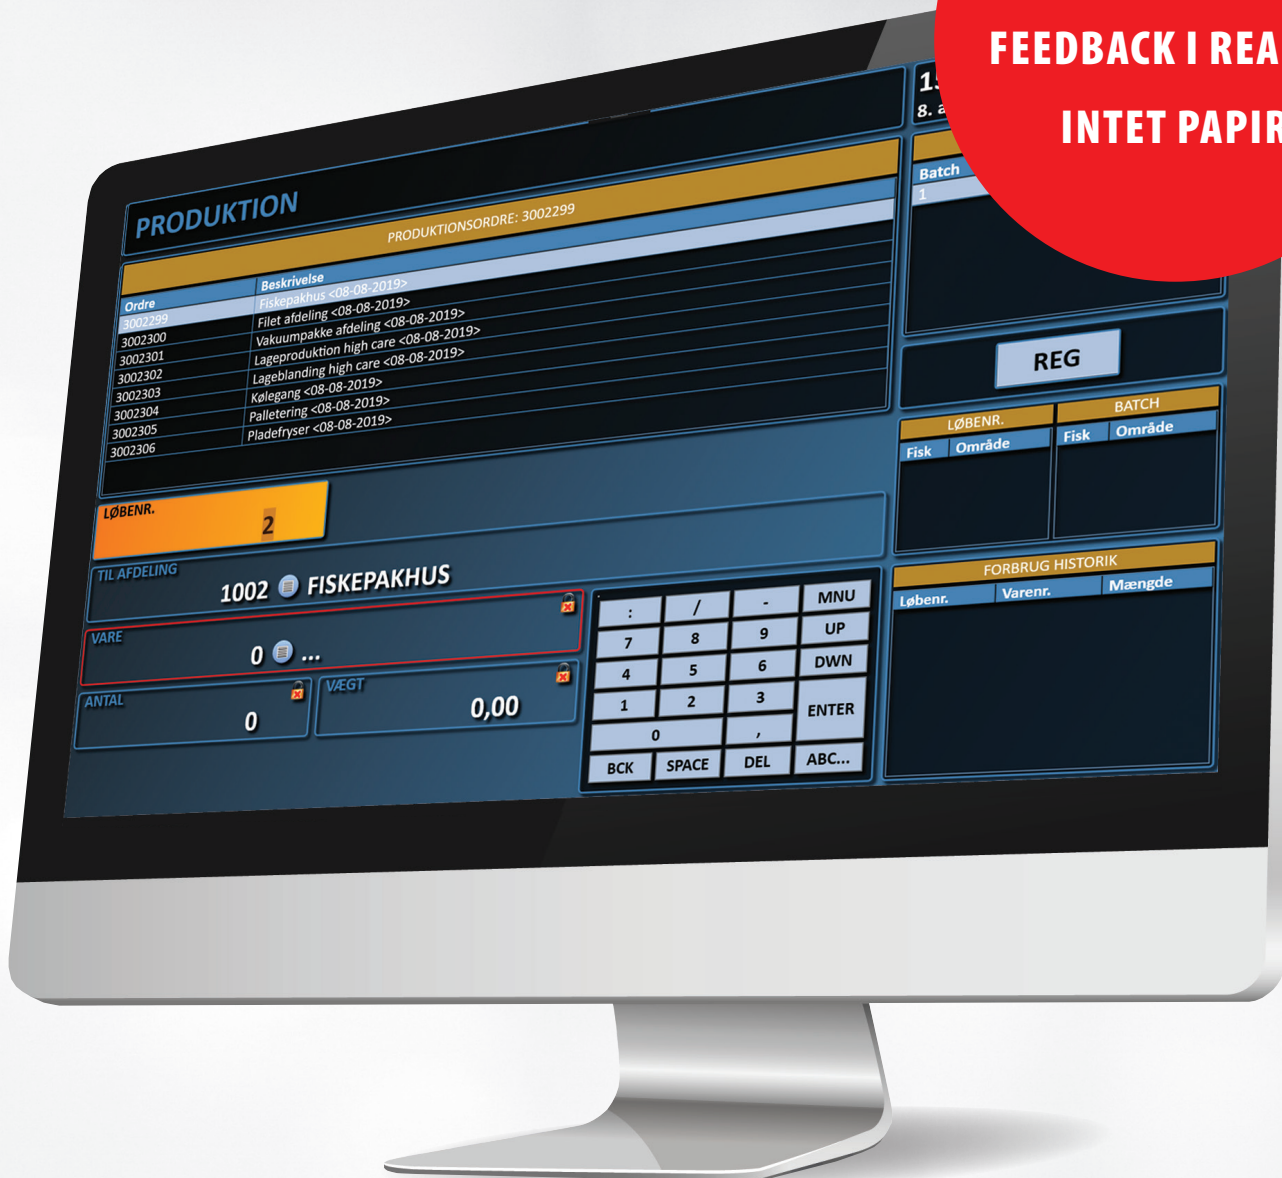 FEEDBACK I REA
INTET PAPIR
PRODUKTION
PRODUKTIONSORDRE: 3002299
Ordre Beskrivelse
3002299 Fiskepakhus <08-08-2019>
3002300 Filet afdeling <08-08-2019>
3002301 Vakuumpakke afdeling <08-08-2019>
3002302 Lageproduktion high care <08-08-2019>
3002303 Lageblanding high care <08-08-2019>
3002304 Kølegang <08-08-2019>
3002305 Palletering <08-08-2019>
3002306 Pladefryser <08-08-2019>
LØBENR.
2
TIL AFDELING
1002 FISKEPAKHUS
VARE
0 ...
ANTAL
0
VÆGT
0,00
: / - MNU
7 8 9 UP
4 5 6 DWN
1 2 3 ENTER
0 ,
BCK SPACE DEL ABC...
8. a
Batch
1
REG
LØBENR. BATCH
Fisk Område Fisk Område
FORBRUG HISTORIK
Løbenr. Varenr. Mængde